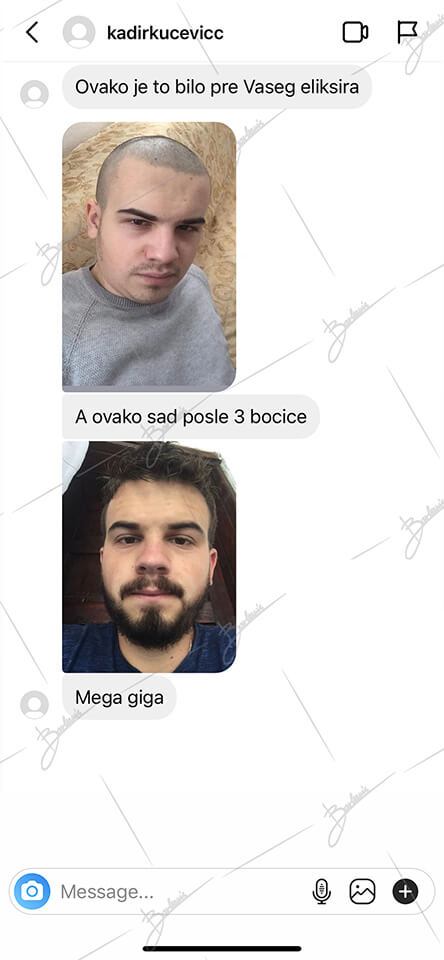 kadirkucevicc
Ovako je to bilo pre Vaseg eliksira
A ovako sad posle 3 bocice
Mega giga
Message...